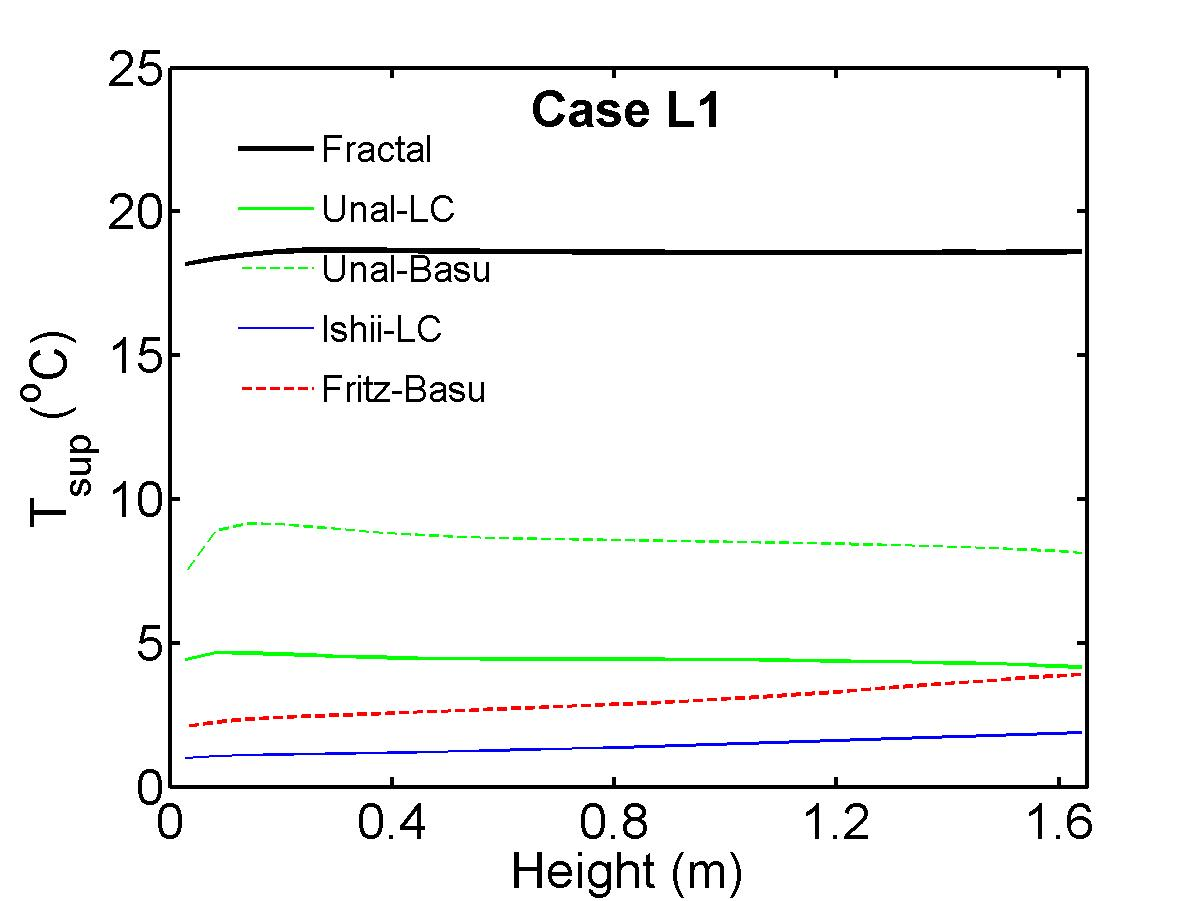 Case L1
Fractal
Unal-LC
Unal-Basu
Ishii-LC
Fritz-Basu
25
20
15
10
5
0
T_sup (°C)
0 0.4 0.8 1.2 1.6
Height (m)